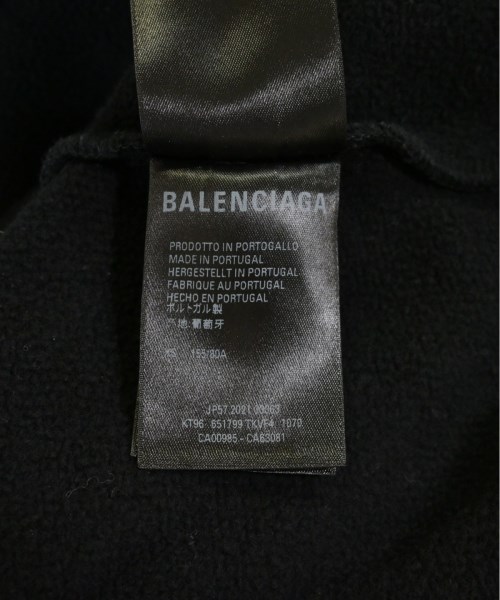 BALENCIAGA
PRODOTTO IN PORTOGALLO
MADE IN PORTUGAL
HERGESTELLT IN PORTUGAL
FABRIQUE AU PORTUGAL
HECHO EN PORTUGAL
ポルトガル製
产地:葡萄牙
XS 155/80A
JP57 2021 00063
KT96 651799 TKVF4 1070
CA00985 - CA63081